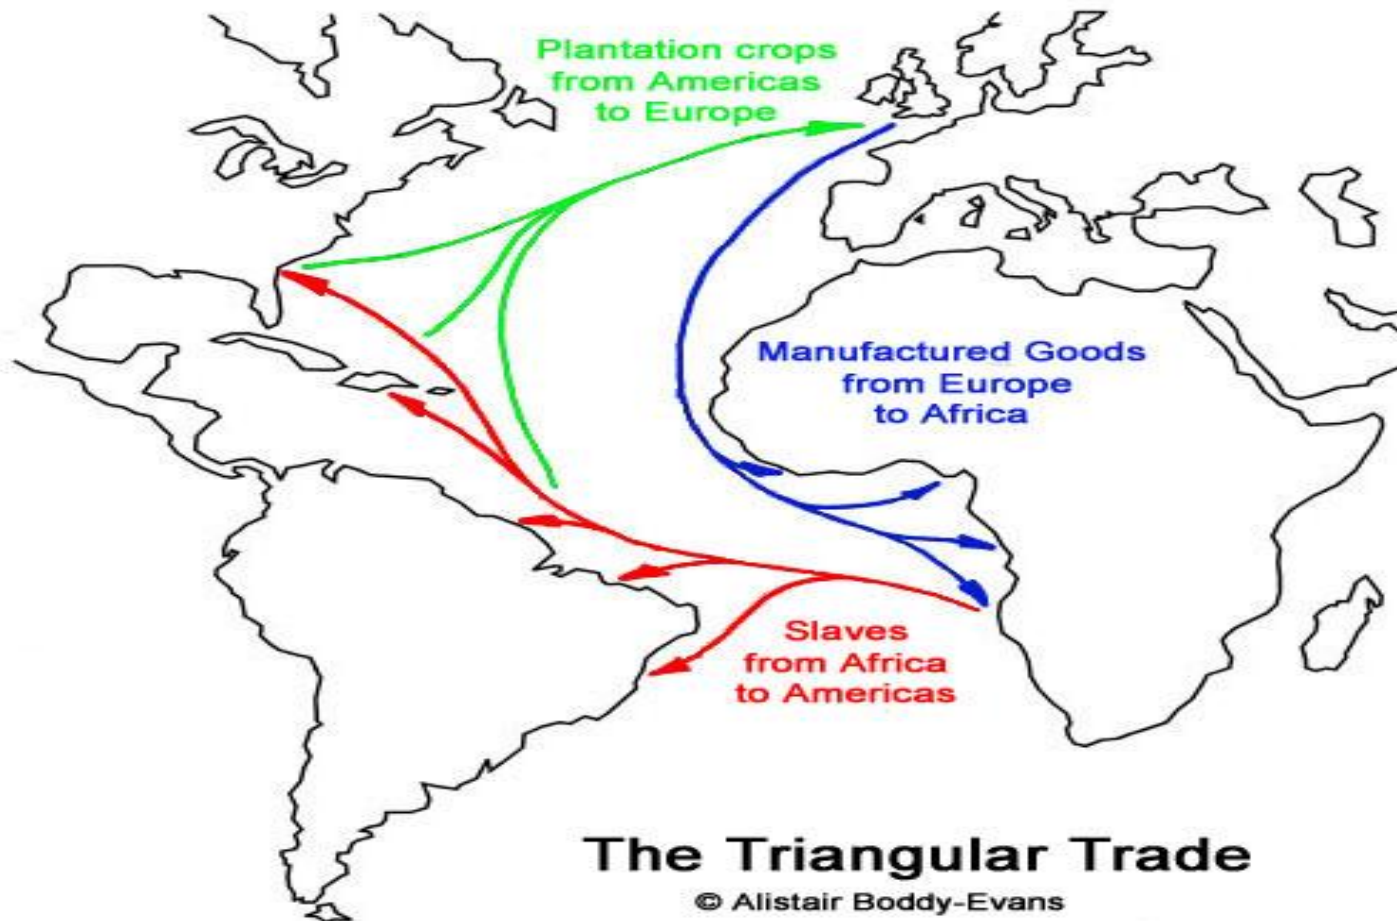 Plantation crops
from Americas
to Europe
Manufactured Goods
from Europe
to Africa
Slaves
from Africa
to Americas
The Triangular Trade
© Alistair Boddy-Evans